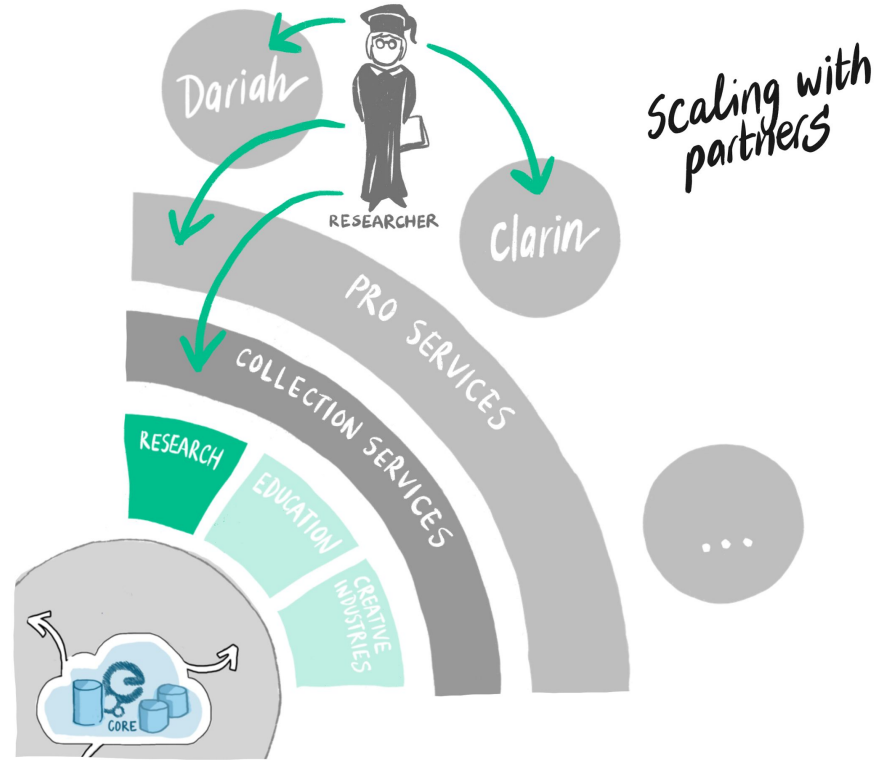 Scaling with
partners
Dariah
RESEARCHER
Clarin
PRO SERVICES
COLLECTION SERVICES
RESEARCH
EDUCATION
CREATIVE
INDUSTRIES
...
CORE